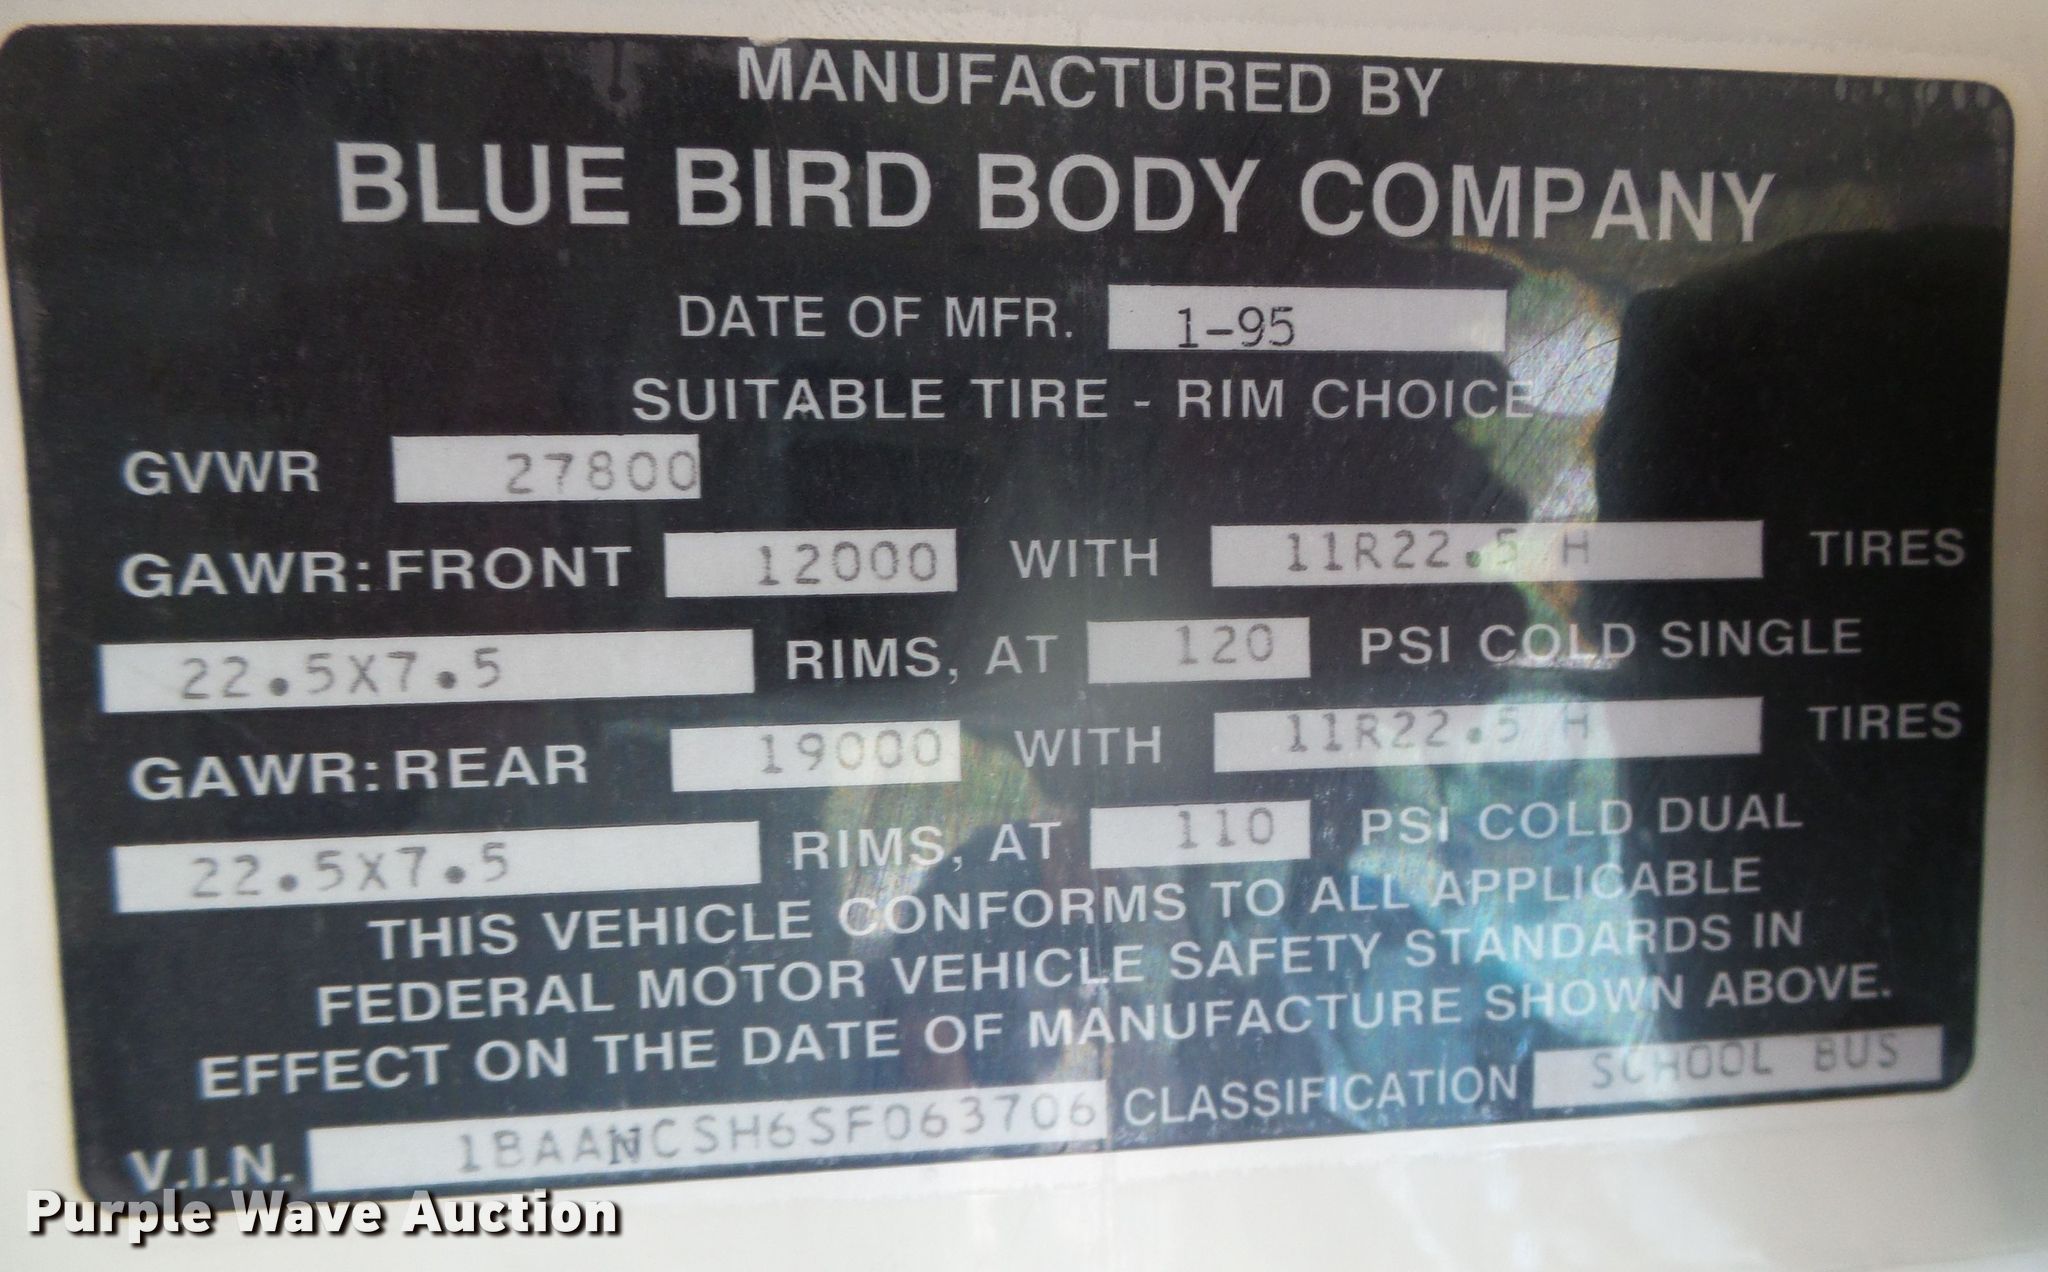 MANUFACTURED BY
BLUE BIRD BODY COMPANY
DATE OF MFR. 1-95
SUITABLE TIRE - RIM CHOICE
GVWR 27800
GAWR: FRONT 12000 WITH 11R22.5 H TIRES
22.5X7.5 RIMS, AT 120 PSI COLD SINGLE
GAWR: REAR 19000 WITH 11R22.5 H TIRES
22.5X7.5 RIMS, AT 110 PSI COLD DUAL
THIS VEHICLE CONFORMS TO ALL APPLICABLE
FEDERAL MOTOR VEHICLE SAFETY STANDARDS IN
EFFECT ON THE DATE OF MANUFACTURE SHOWN ABOVE.
V.I.N. 1BAANCSH6SF063706 CLASSIFICATION SCHOOL BUS
Purple Wave Auction